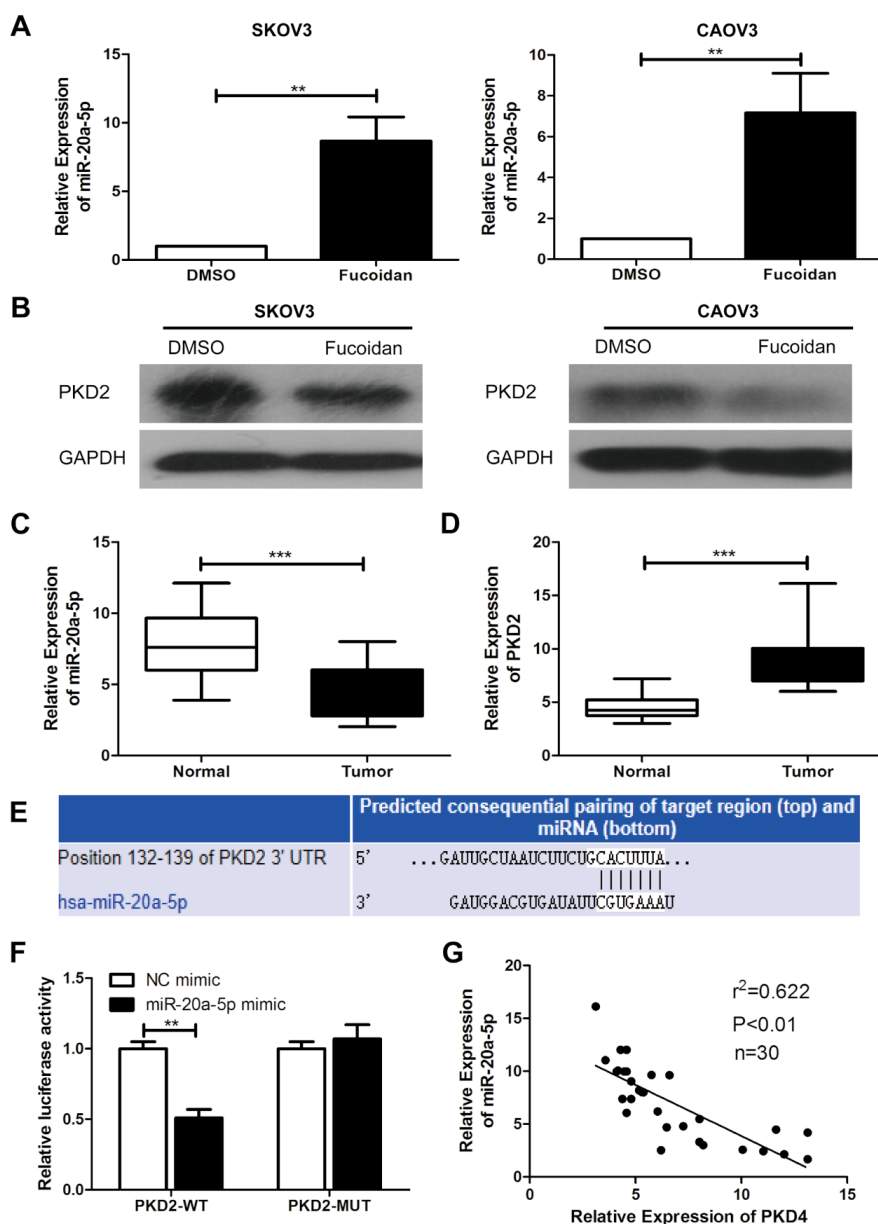 A
SKOV3
Relative Expression
of miR-20a-5p
15
10
5
0
**
DMSO
Fucoidan
CAOV3
Relative Expression
of miR-20a-5p
10
8
6
4
2
0
**
DMSO
Fucoidan
B
SKOV3
DMSO Fucoidan
PKD2
GAPDH
CAOV3
DMSO Fucoidan
PKD2
GAPDH
C
Relative Expression
of miR-20a-5p
15
10
5
0
***
Normal
Tumor
D
Relative Expression
of PKD2
20
15
10
5
0
***
Normal
Tumor
E
Predicted consequential pairing of target region (top) and
miRNA (bottom)
Position 132-139 of PKD2 3' UTR 5' ...GAUUGCUAAUCUUCUGCACUUUA...
hsa-miR-20a-5p 3' GAUGGACGUGAUAUUCGUGAAAU
F
Relative luciferase activity
1.5
1.0
0.5
0.0
NC mimic
miR-20a-5p mimic
**
PKD2-WT
PKD2-MUT
G
Relative Expression
of miR-20a-5p
20
15
10
5
0
r²=0.622
P<0.01
n=30
0 5 10 15
Relative Expression of PKD4